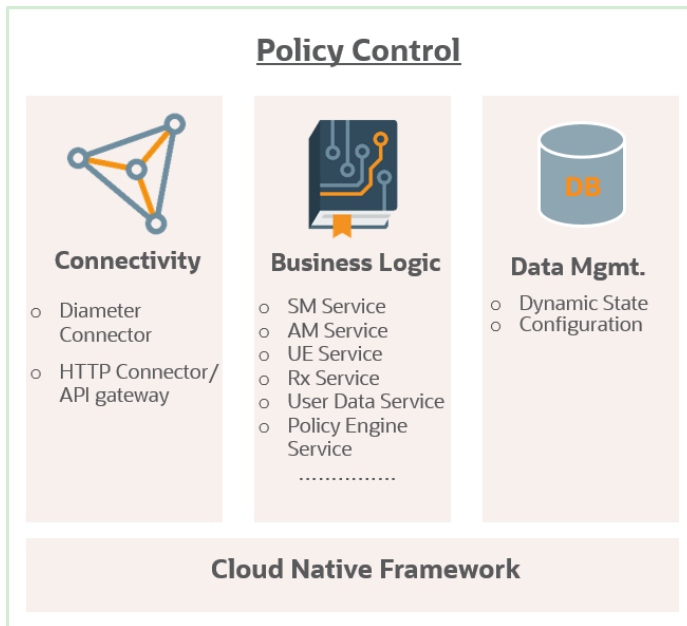 Policy Control
Connectivity
○ Diameter
Connector
○ HTTP Connector/
API gateway
Business Logic
○ SM Service
○ AM Service
○ UE Service
○ Rx Service
○ User Data Service
○ Policy Engine
Service
...............
DB
Data Mgmt.
○ Dynamic State
○ Configuration
Cloud Native Framework